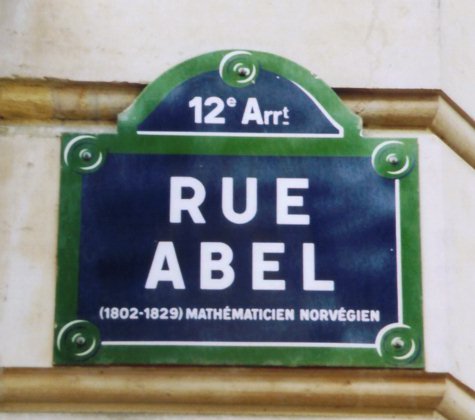 12e Arrt
RUE
ABEL
(1802-1829) MATHÉMATICIEN NORVÉGIEN